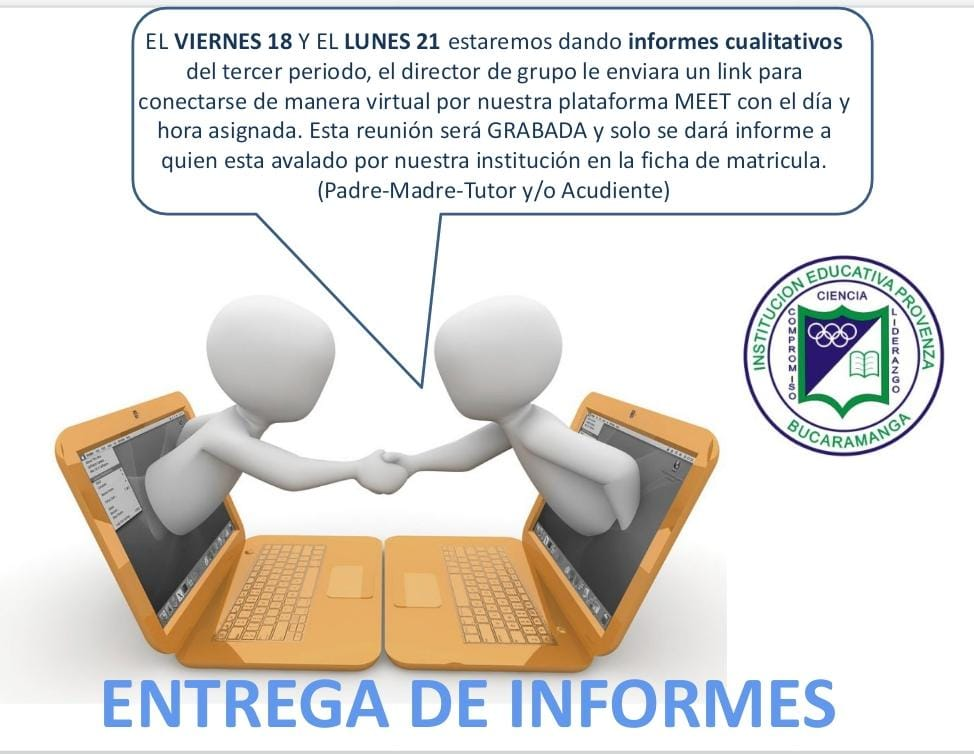 EL VIERNES 18 Y EL LUNES 21 estaremos dando informes cualitativos
del tercer periodo, el director de grupo le enviara un link para
conectarse de manera virtual por nuestra plataforma MEET con el día y
hora asignada. Esta reunión será GRABADA y solo se dará informe a
quien esta avalado por nuestra institución en la ficha de matricula.
(Padre-Madre-Tutor y/o Acudiente)
INSTITUCION EDUCATIVA PROVENZA
CIENCIA
COMPROMISO
LIDERAZGO
BUCARAMANGA
ENTREGA DE INFORMES